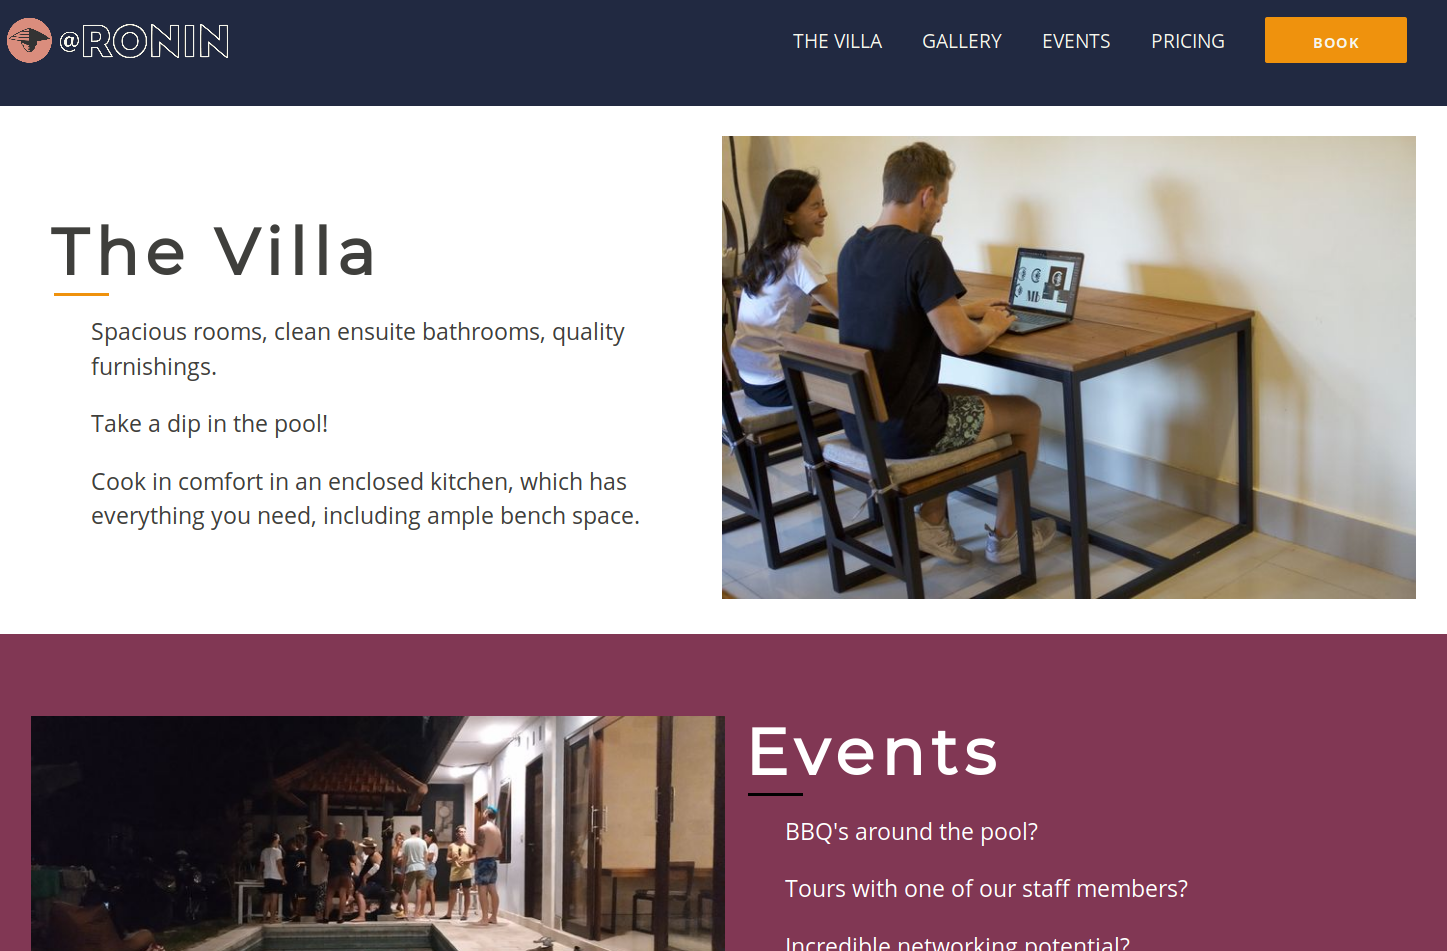 @RONIN
THE VILLA
GALLERY
EVENTS
PRICING
BOOK
The Villa
Spacious rooms, clean ensuite bathrooms, quality
furnishings.
Take a dip in the pool!
Cook in comfort in an enclosed kitchen, which has
everything you need, including ample bench space.
Events
BBQ's around the pool?
Tours with one of our staff members?
Incredible networking potential?